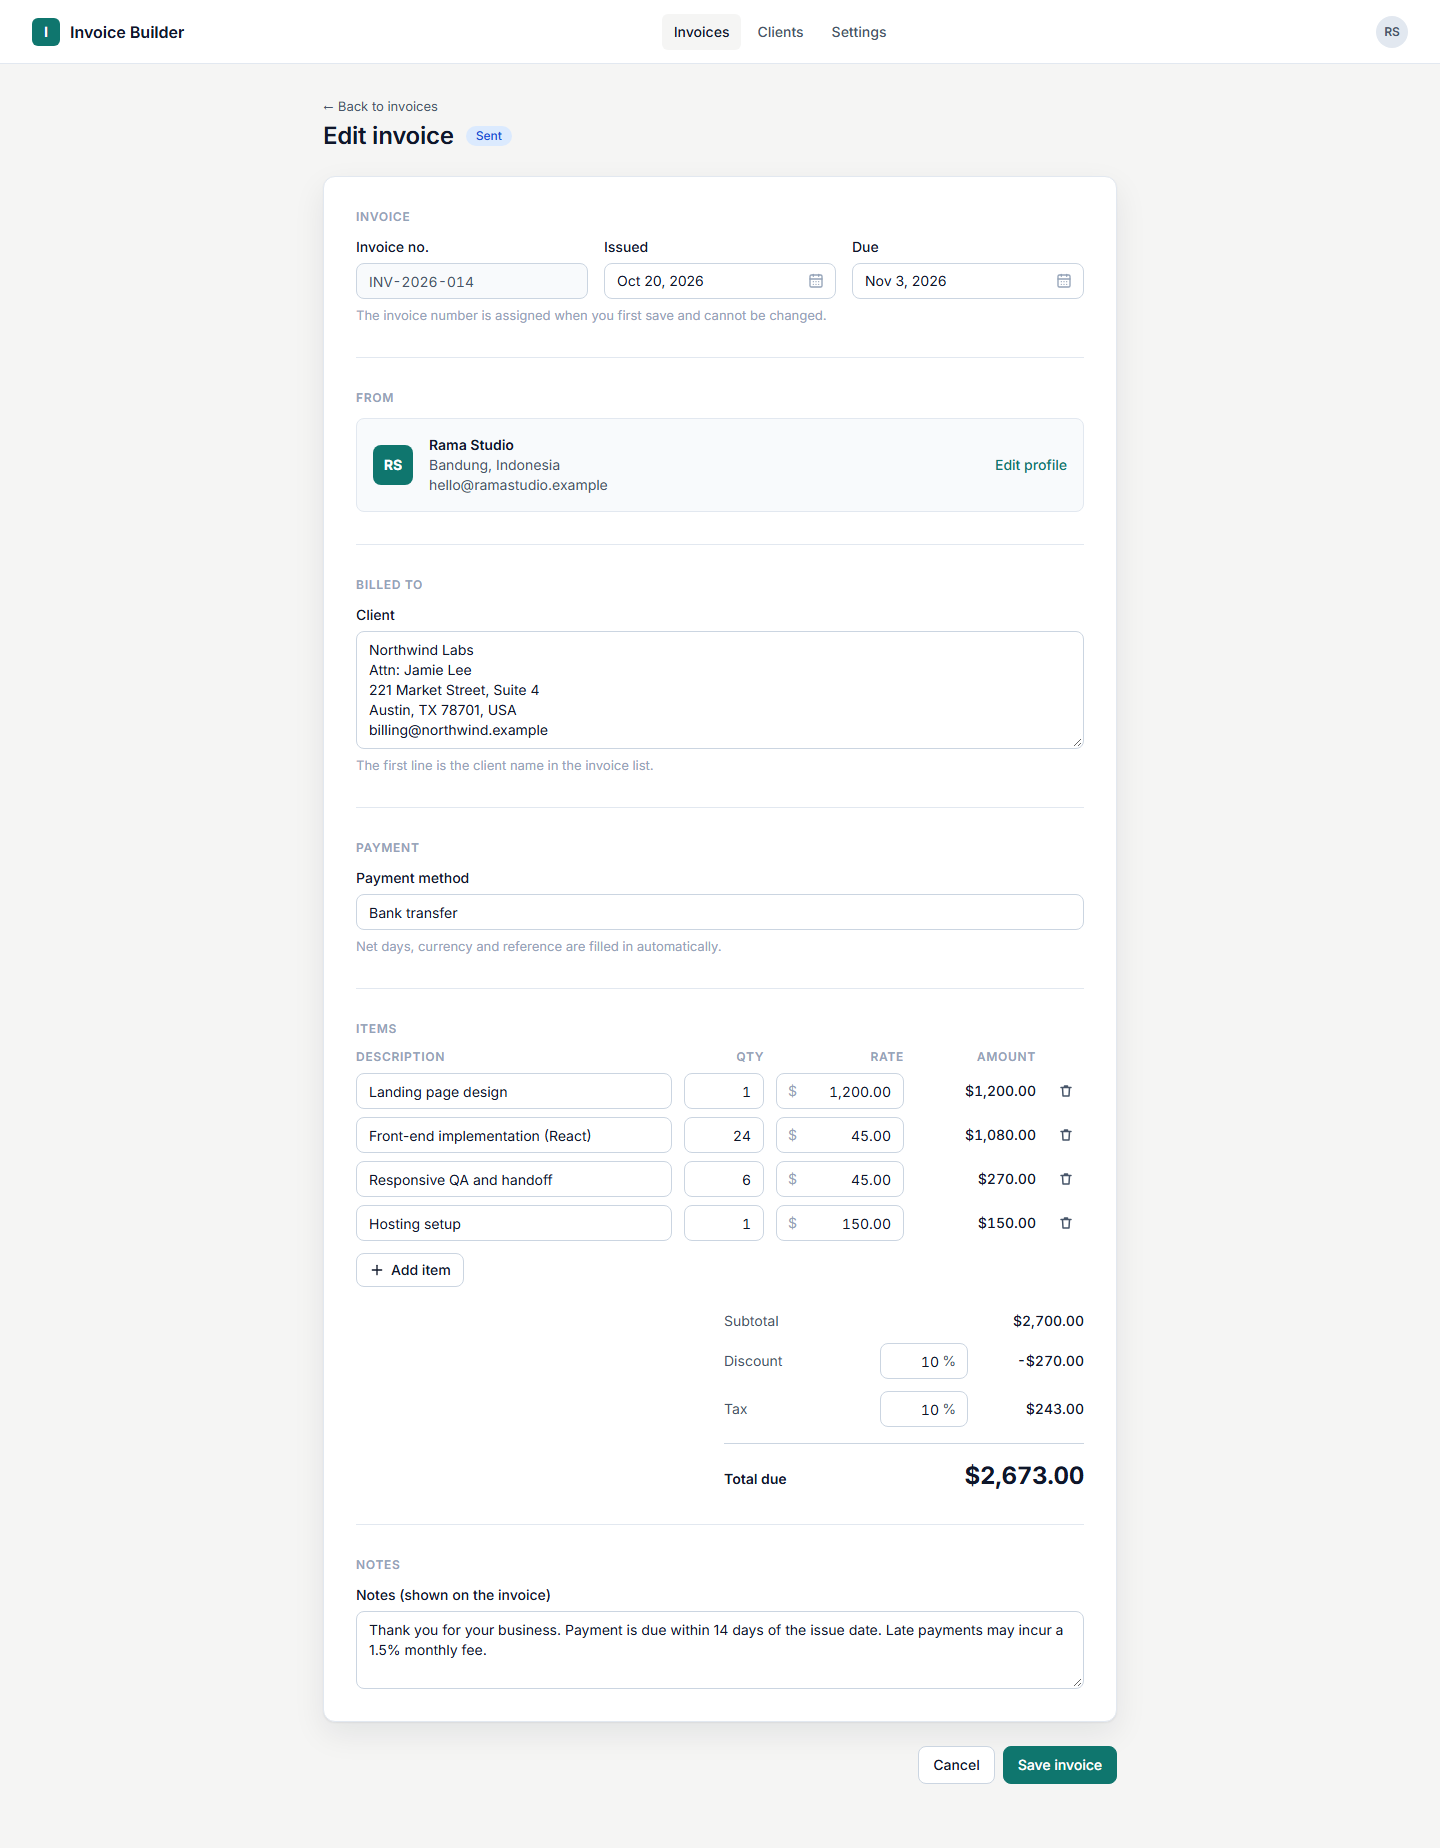 I Invoice Builder
Invoices Clients Settings
RS
← Back to invoices
Edit invoice Sent
INVOICE
Invoice no. Issued Due
INV-2026-014 Oct 20, 2026 Nov 3, 2026
The invoice number is assigned when you first save and cannot be changed.
FROM
RS
Rama Studio
Bandung, Indonesia
hello@ramastudio.example
Edit profile
BILLED TO
Client
Northwind Labs
Attn: Jamie Lee
221 Market Street, Suite 4
Austin, TX 78701, USA
billing@northwind.example
The first line is the client name in the invoice list.
PAYMENT
Payment method
Bank transfer
Net days, currency and reference are filled in automatically.
ITEMS
DESCRIPTION QTY RATE AMOUNT
Landing page design 1 $ 1,200.00 $1,200.00
Front-end implementation (React) 24 $ 45.00 $1,080.00
Responsive QA and handoff 6 $ 45.00 $270.00
Hosting setup 1 $ 150.00 $150.00
+ Add item
Subtotal $2,700.00
Discount 10 % -$270.00
Tax 10 % $243.00
Total due $2,673.00
NOTES
Notes (shown on the invoice)
Thank you for your business. Payment is due within 14 days of the issue date. Late payments may incur a
1.5% monthly fee.
Cancel Save invoice